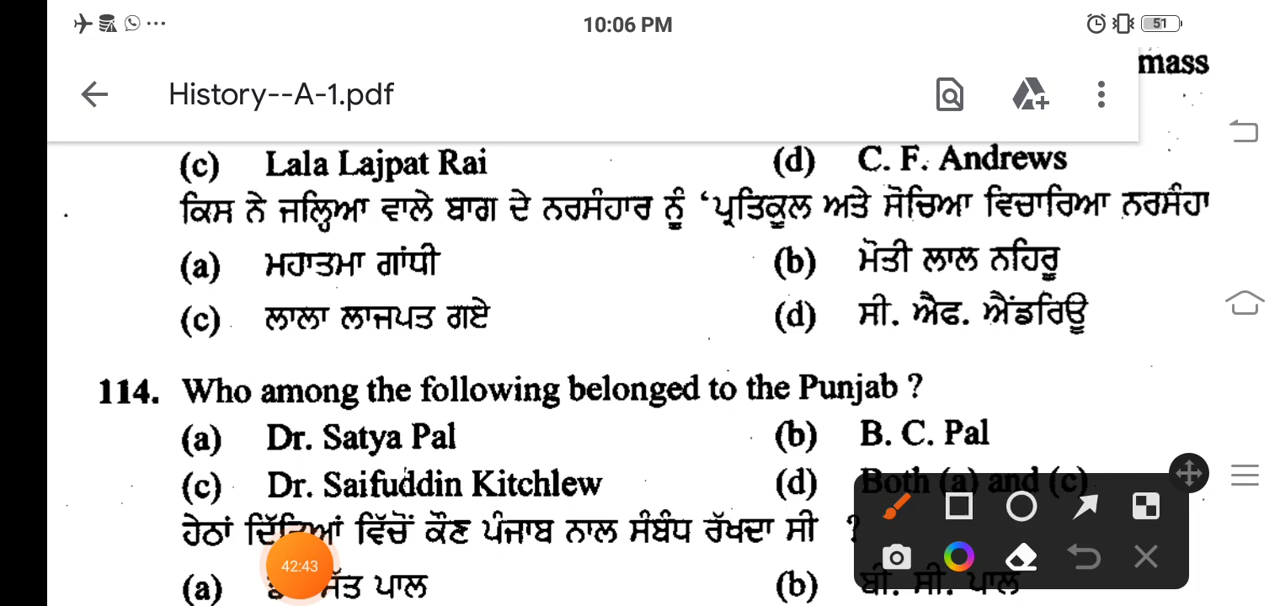 10:06 PM
51
mass
History--A-1.pdf
(c) Lala Lajpat Rai (d) C. F. Andrews
ਕਿਸ ਨੇ ਜਲ੍ਹਿਆ ਵਾਲੇ ਬਾਗ ਦੇ ਨਰਸੰਹਾਰ ਨੂੰ ‘ਪ੍ਰਤਿਕੂਲ ਅਤੇ ਸੋਚਿਆ ਵਿਚਾਰਿਆ ਨਰਸੰਹਾ
(a) ਮਹਾਤਮਾ ਗਾਂਧੀ (b) ਮੋਤੀ ਲਾਲ ਨਹਿਰੂ
(c) ਲਾਲਾ ਲਾਜਪਤ ਗਏ (d) ਸੀ. ਐਫ. ਐਂਡਰਿਊ
114. Who among the following belonged to the Punjab ?
(a) Dr. Satya Pal (b) B. C. Pal
(c) Dr. Saifuddin Kitchlew (d) Both (a) and (c)
ਹੇਠਾਂ ਦਿੱਤਿਆਂ ਵਿੱਚੋਂ ਕੌਣ ਪੰਜਾਬ ਨਾਲ ਸੰਬੰਧ ਰੱਖਦਾ ਸੀ ?
42:43
(a) ਸੱਤ ਪਾਲ (b) ਬੀ. ਸੀ. ਪਾਲ